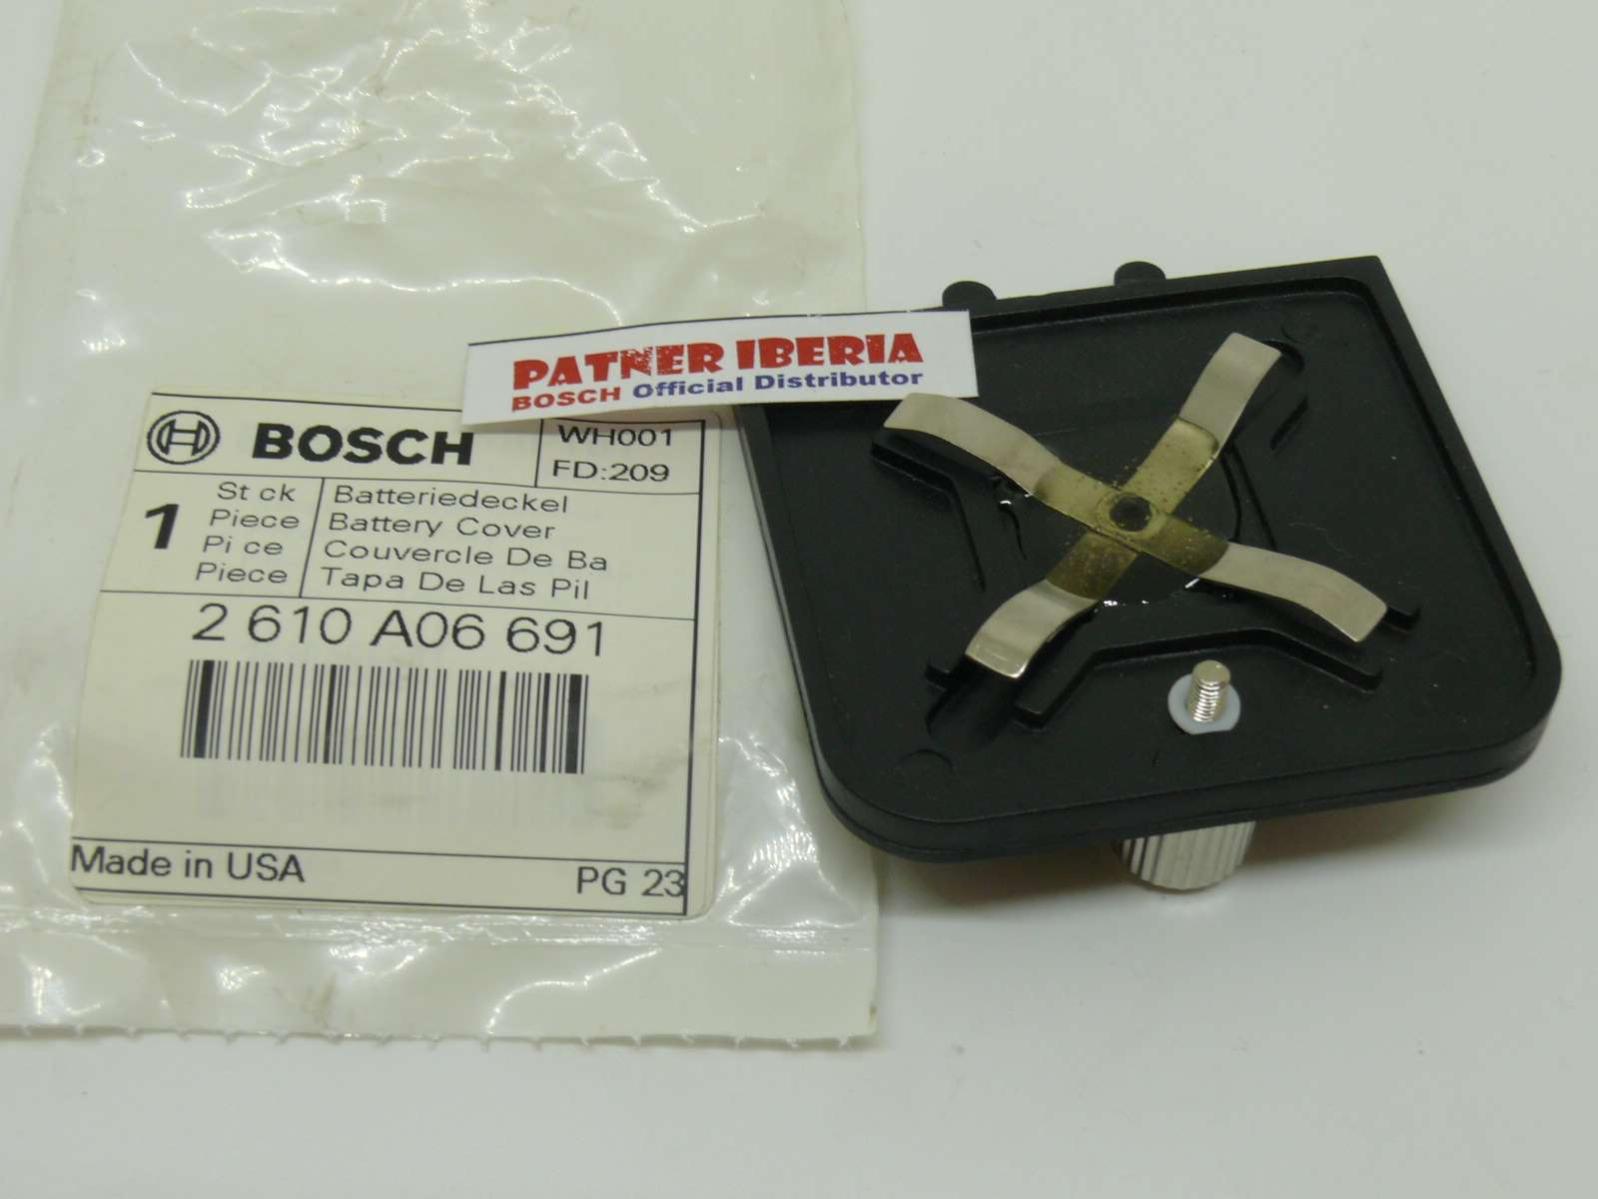 PATNER IBERIA
BOSCH Official Distributor
BOSCH
WH001
FD:209
1
St ck
Piece
Pi ce
Piece
Batteriedeckel
Battery Cover
Couvercle De Ba
Tapa De Las Pil
2 610 A06 691
Made in USA
PG 23